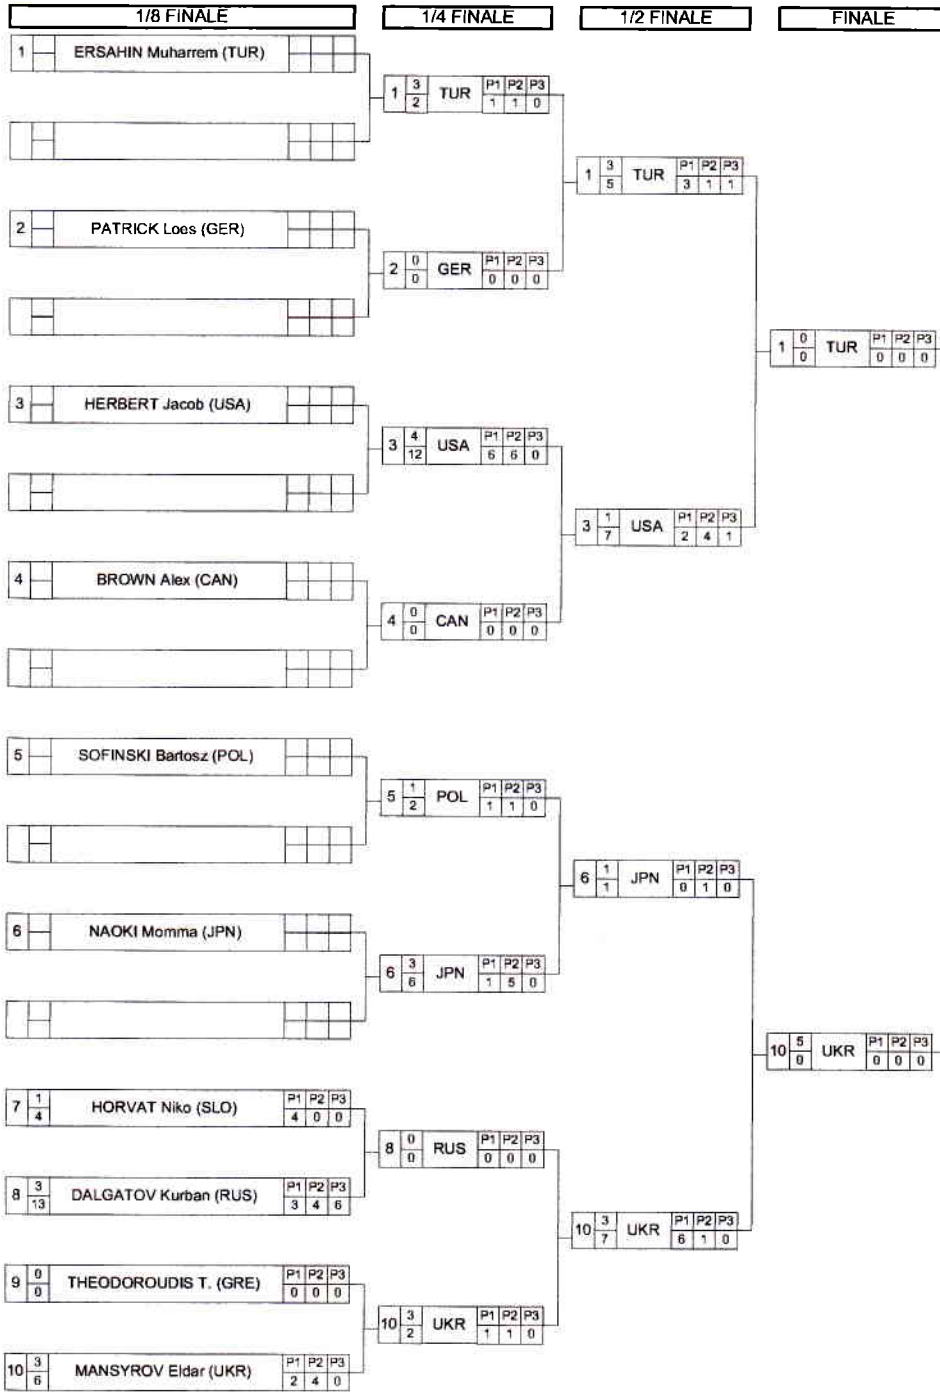 1/8 FINALE 1/4 FINALE 1/2 FINALE FINALE
1 ERSAHIN Muharrem (TUR)
1 3 2 TUR P1 P2 P3 1 1 0
1 3 5 TUR P1 P2 P3 3 1 1
2 PATRICK Loes (GER)
2 0 0 GER P1 P2 P3 0 0 0
1 0 0 TUR P1 P2 P3 0 0 0
3 HERBERT Jacob (USA)
3 4 12 USA P1 P2 P3 6 6 0
3 1 7 USA P1 P2 P3 2 4 1
4 BROWN Alex (CAN)
4 0 0 CAN P1 P2 P3 0 0 0
5 SOFINSKI Bartosz (POL)
5 1 2 POL P1 P2 P3 1 1 0
6 1 1 JPN P1 P2 P3 0 1 0
6 NAOKI Momma (JPN)
6 3 6 JPN P1 P2 P3 1 5 0
10 5 0 UKR P1 P2 P3 0 0 0
7 1 4 HORVAT Niko (SLO) P1 P2 P3 4 0 0
8 0 0 RUS P1 P2 P3 0 0 0
8 3 13 DALGATOV Kurban (RUS) P1 P2 P3 3 4 6
10 3 7 UKR P1 P2 P3 6 1 0
9 0 0 THEODOROUDIS T. (GRE) P1 P2 P3 0 0 0
10 3 2 UKR P1 P2 P3 1 1 0
10 3 6 MANSYROV Eldar (UKR) P1 P2 P3 2 4 0